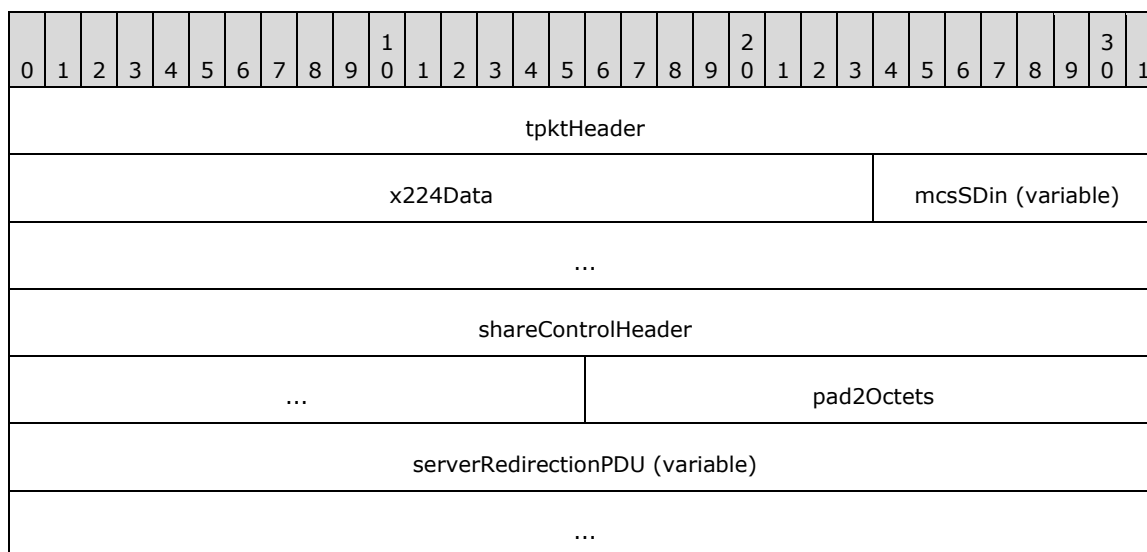 1 2 3
0 1 2 3 4 5 6 7 8 9 0 1 2 3 4 5 6 7 8 9 0 1 2 3 4 5 6 7 8 9 0 1
tpktHeader
x224Data mcsSDin (variable)
...
shareControlHeader
... pad2Octets
serverRedirectionPDU (variable)
...